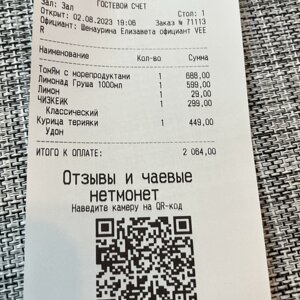 ГОСТЕВОЙ СЧЕТ
Зал: Зал
Стол: 1
Открыт: 02.08.2023 19:08 Заказ № 71113
Официант: Шенаурина Елизавета официант VEE
R
Наименование Кол-во Сумма
ТомЯм с морепродуктами 1 688,00
Лимонад Груша 1000мл 1 599,00
Лимон 1 29,00
ЧИЗКЕЙК 1 299,00
Классический
Курица терияки 1 449,00
Удон
ИТОГО К ОПЛАТЕ: 2 064,00
Отзывы и чаевые
нетмонет
Наведите камеру на QR-код